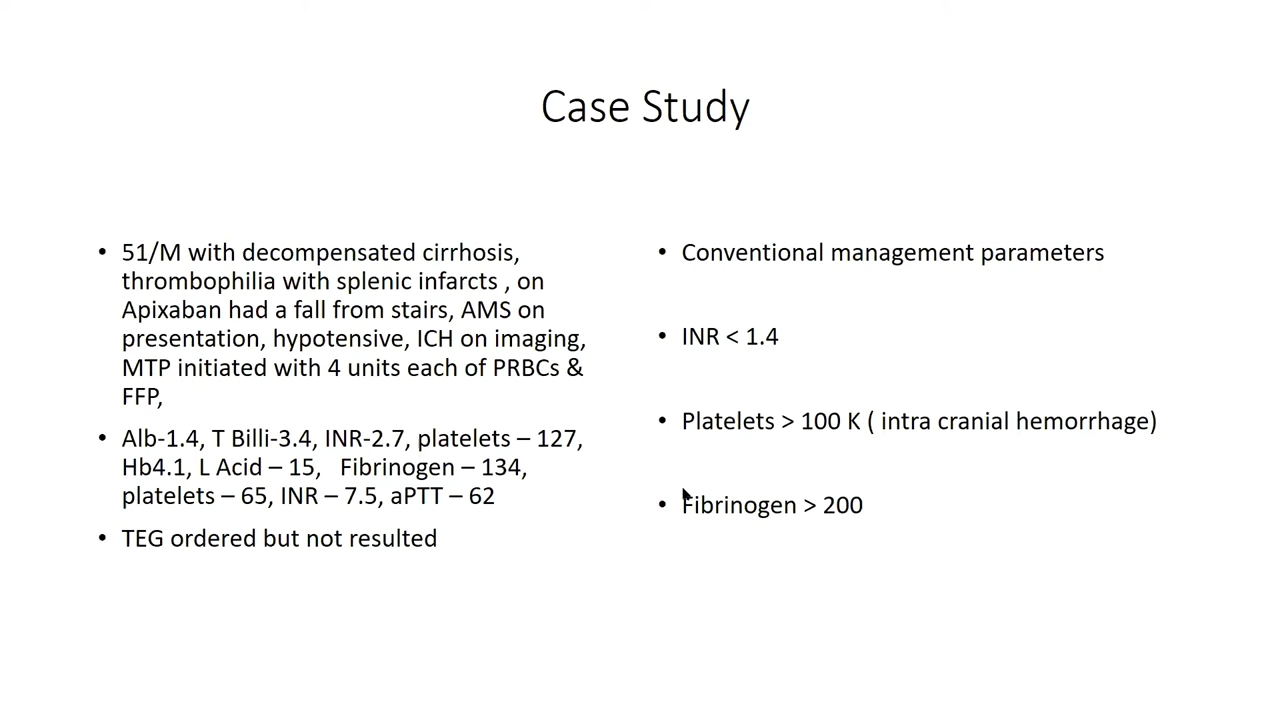 Case Study
• 51/M with decompensated cirrhosis,
thrombophilia with splenic infarcts , on
Apixaban had a fall from stairs, AMS on
presentation, hypotensive, ICH on imaging,
MTP initiated with 4 units each of PRBCs &
FFP,
• Alb-1.4, T Billi-3.4, INR-2.7, platelets – 127,
Hb4.1, L Acid – 15, Fibrinogen – 134,
platelets – 65, INR – 7.5, aPTT – 62
• TEG ordered but not resulted
• Conventional management parameters
• INR < 1.4
• Platelets > 100 K ( intra cranial hemorrhage)
• Fibrinogen > 200